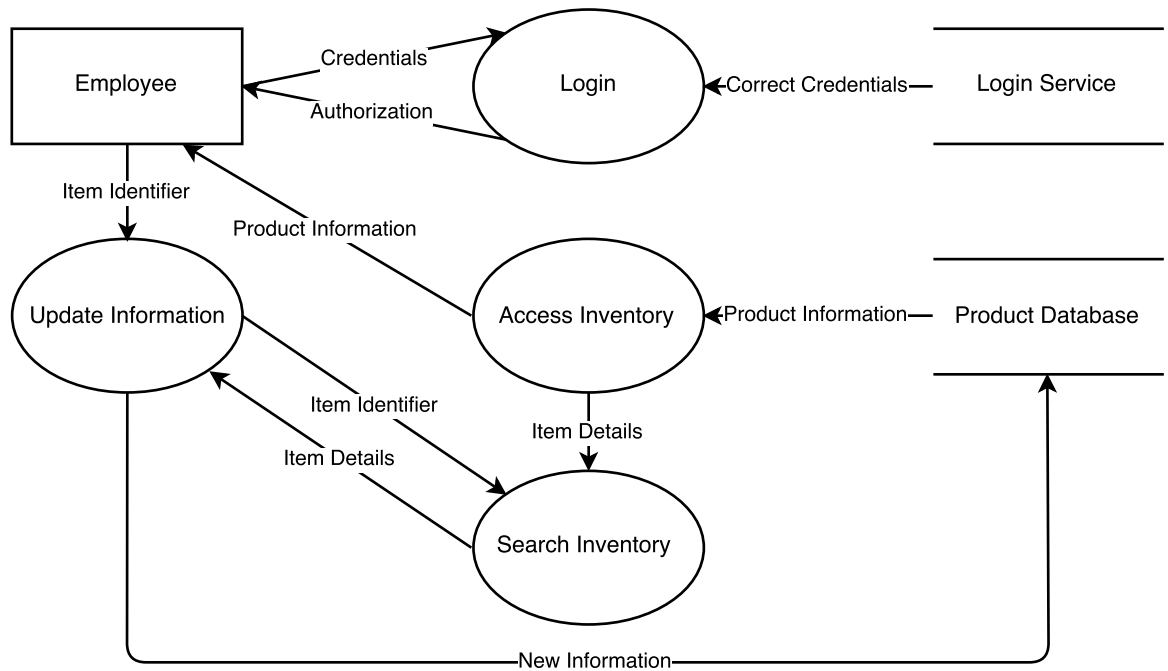 Employee
Credentials
Authorization
Login
Correct Credentials
Login Service
Item Identifier
Product Information
Update Information
Access Inventory
Product Information
Product Database
Item Identifier
Item Details
Item Details
Search Inventory
New Information